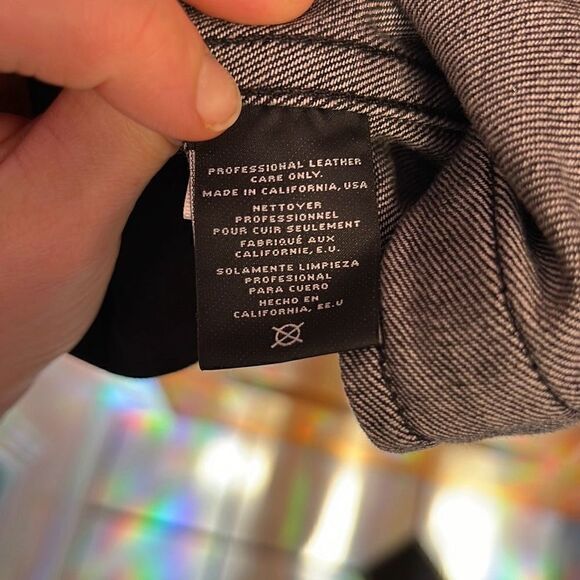 PROFESSIONAL LEATHER
CARE ONLY.
MADE IN CALIFORNIA, USA
NETTOYER
PROFESSIONNEL
POUR CUIR SEULEMENT
FABRIQUÉ AUX
CALIFORNIE, E.U.
SOLAMENTE LIMPIEZA
PROFESIONAL
PARA CUERO
HECHO EN
CALIFORNIA, EE.U